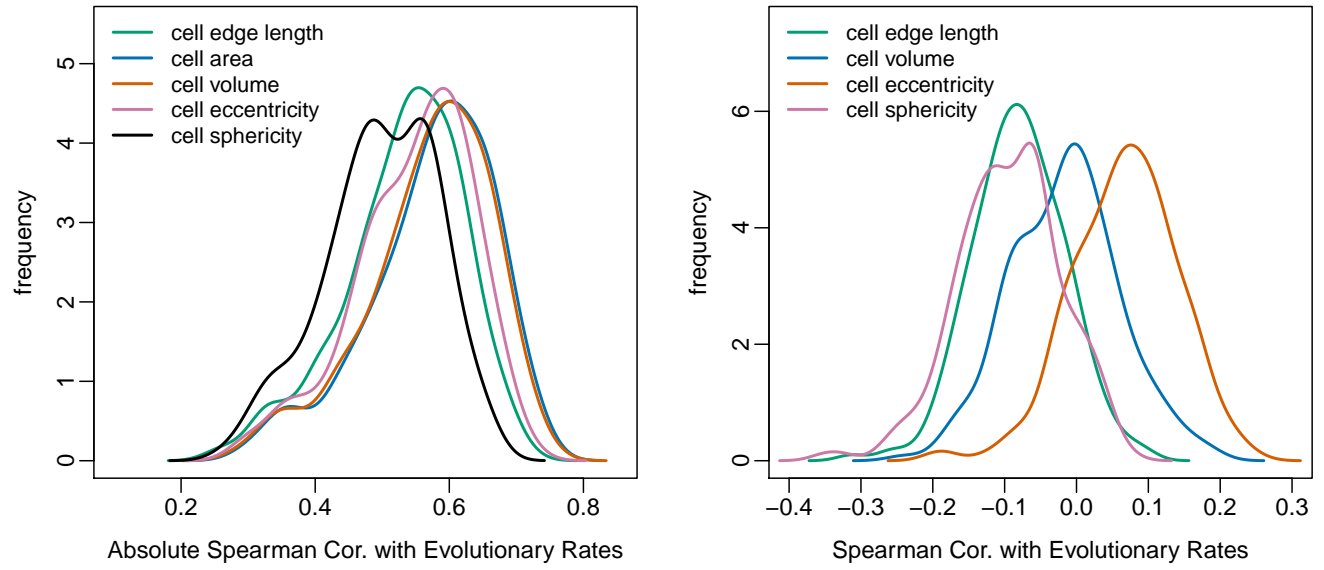 cell edge length
cell area
cell volume
cell eccentricity
cell sphericity
frequency
0
1
2
3
4
5
0.2
0.4
0.6
0.8
Absolute Spearman Cor. with Evolutionary Rates
cell edge length
cell volume
cell eccentricity
cell sphericity
frequency
0
2
4
6
−0.4
−0.3
−0.2
−0.1
0.0
0.1
0.2
0.3
Spearman Cor. with Evolutionary Rates